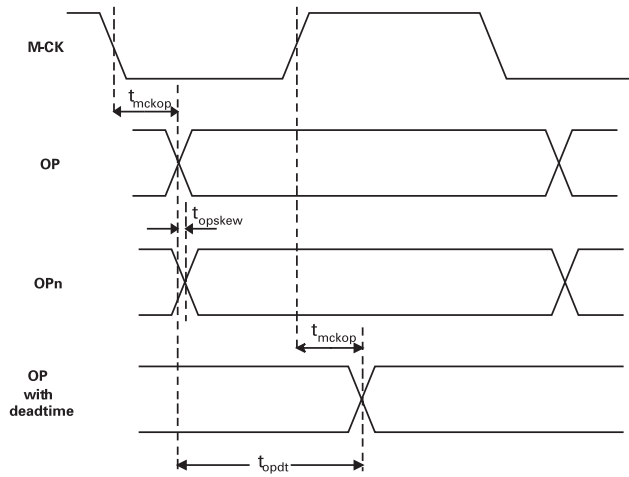 M-CK
tmckop
OP
topskew
OPn
tmckop
OP
with
deadtime
topdt